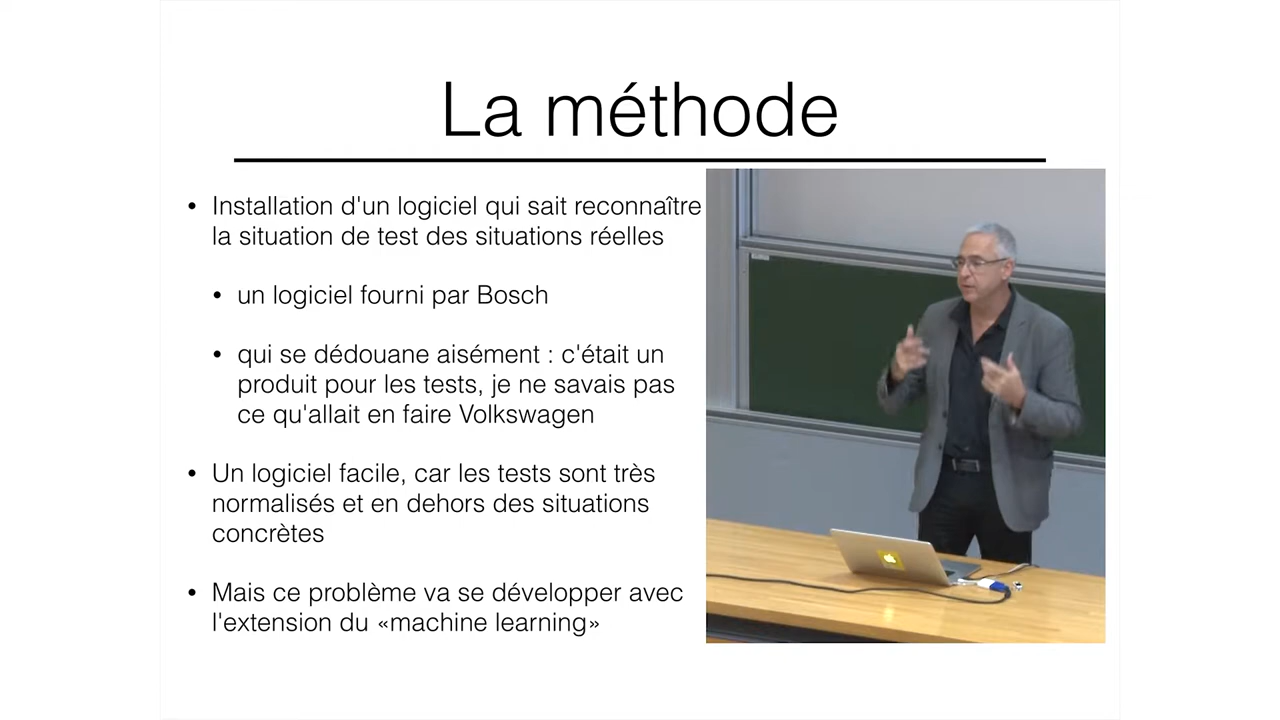 La méthode
• Installation d'un logiciel qui sait reconnaître
la situation de test des situations réelles
• un logiciel fourni par Bosch
• qui se dédouane aisément : c'était un
produit pour les tests, je ne savais pas
ce qu'allait en faire Volkswagen
• Un logiciel facile, car les tests sont très
normalisés et en dehors des situations
concrètes
• Mais ce problème va se développer avec
l'extension du «machine learning»